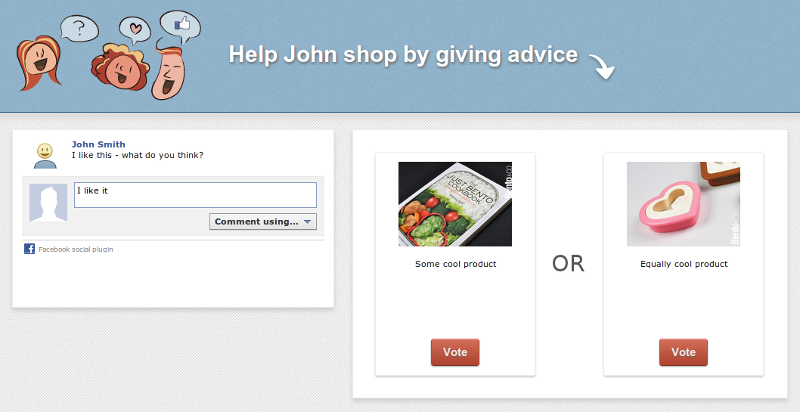 ?
Help John shop by giving advice
John Smith
I like this - what do you think?
I like it
Comment using...
Facebook social plugin
JUST BENTO
COOKBOOK
Some cool product
Vote
OR
Equally cool product
Vote